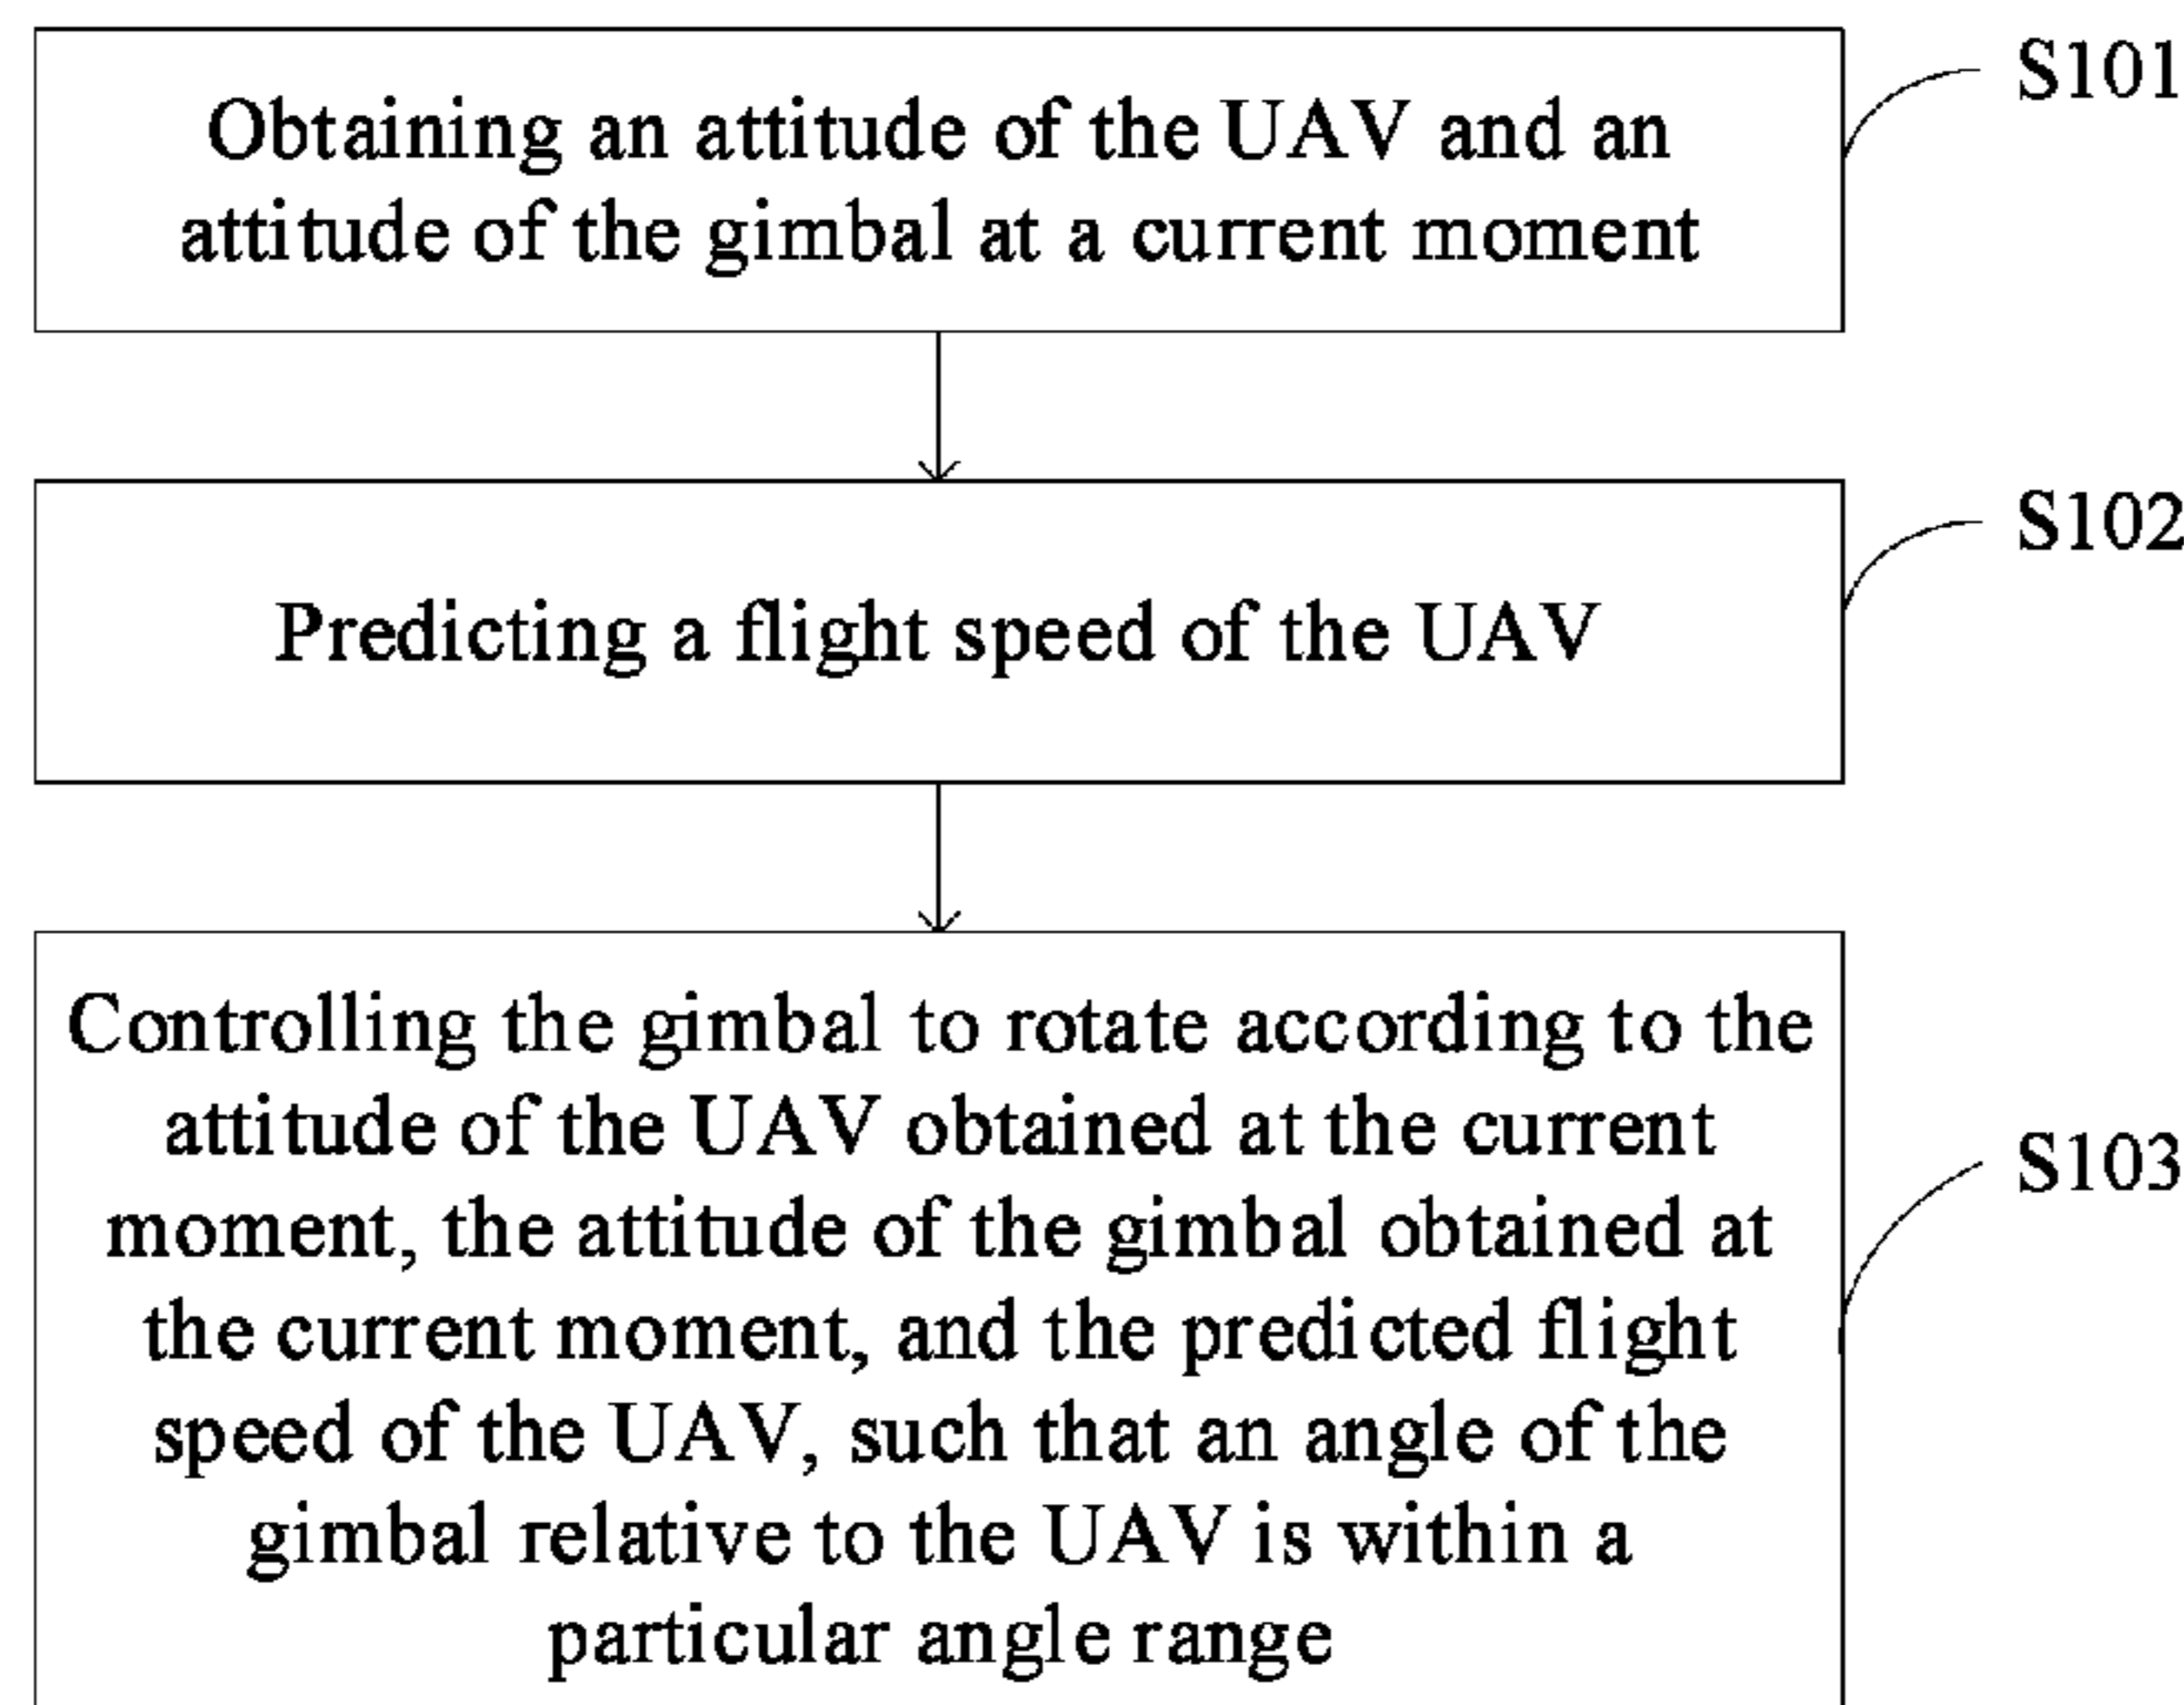 Obtaining an attitude of the UAV and an
attitude of the gimbal at a current moment
S101
Predicting a flight speed of the UAV
S102
Controlling the gimbal to rotate according to the
attitude of the UAV obtained at the current
moment, the attitude of the gimbal obtained at
the current moment, and the predicted flight
speed of the UAV, such that an angle of the
gimbal relative to the UAV is within a
particular angle range
S103